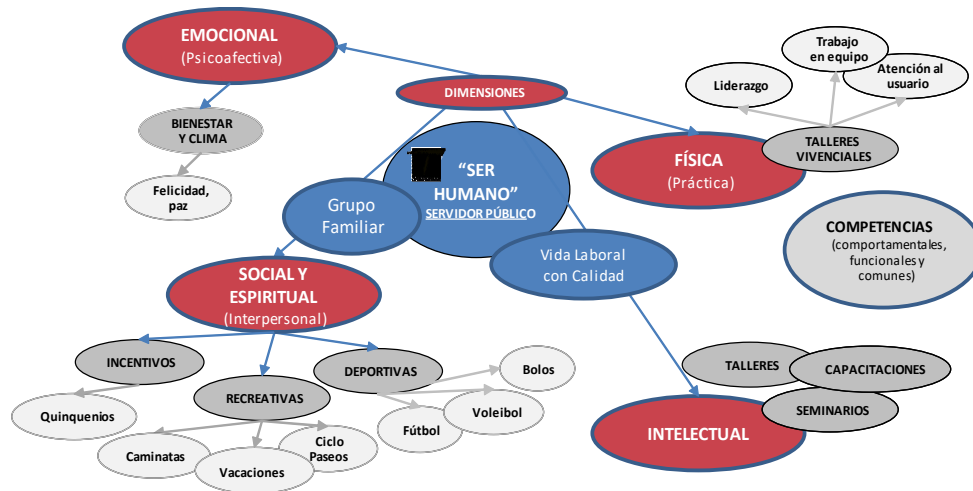 EMOCIONAL
(Psicoafectiva)
DIMENSIONES
Trabajo
en equipo
Liderazgo
Atención al
usuario
BIENESTAR
Y CLIMA
TALLERES
VIVENCIALES
FÍSICA
(Práctica)
Felicidad,
paz
"SER
HUMANO"
SERVIDOR PÚBLICO
Grupo
Familiar
COMPETENCIAS
(comportamentales,
funcionales y
comunes)
Vida Laboral
con Calidad
SOCIAL Y
ESPIRITUAL
(Interpersonal)
INCENTIVOS
DEPORTIVAS
Bolos
TALLERES
CAPACITACIONES
RECREATIVAS
Quinquenios
Voleibol
SEMINARIOS
Fútbol
INTELECTUAL
Caminatas
Ciclo
Paseos
Vacaciones